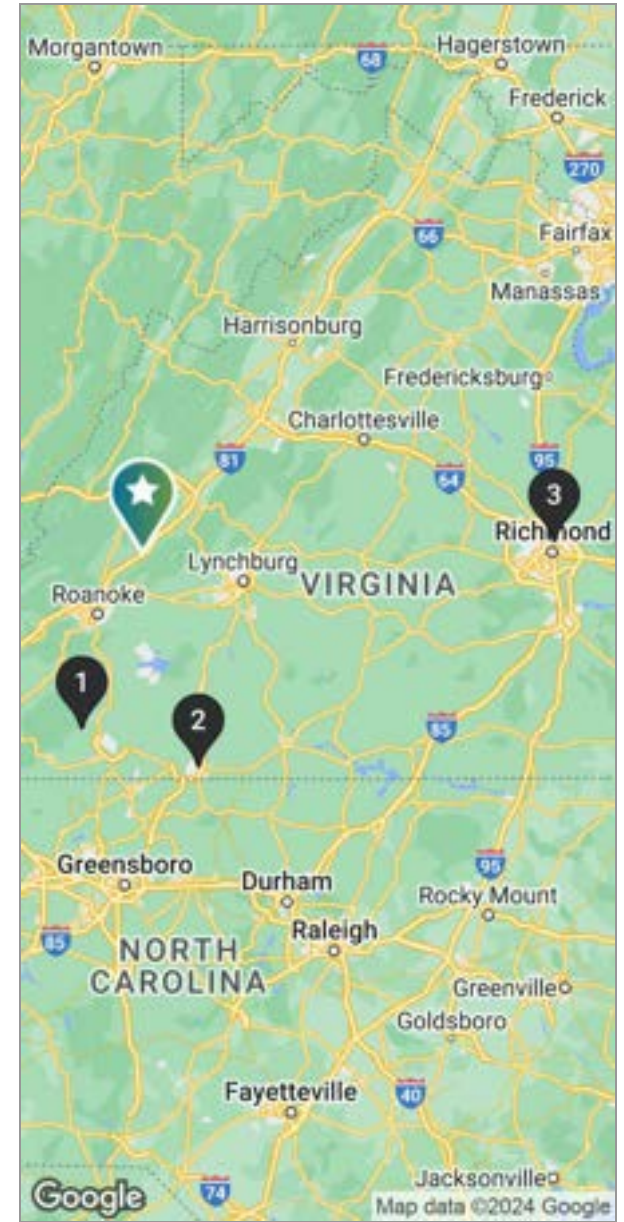 Morgantown
Hagerstown
68
Frederick
270
66
Fairfax
Manassas
Harrisonburg
Fredericksburg
Charlottesville
81
64
95
3
Richmond
Lynchburg
VIRGINIA
Roanoke
1
2
85
Greensboro
Durham
95
Rocky Mount
Raleigh
85
NORTH
CAROLINA
Greenville
Goldsboro
Fayetteville
40
Jacksonville
74
Google
Map data ©2024 Google